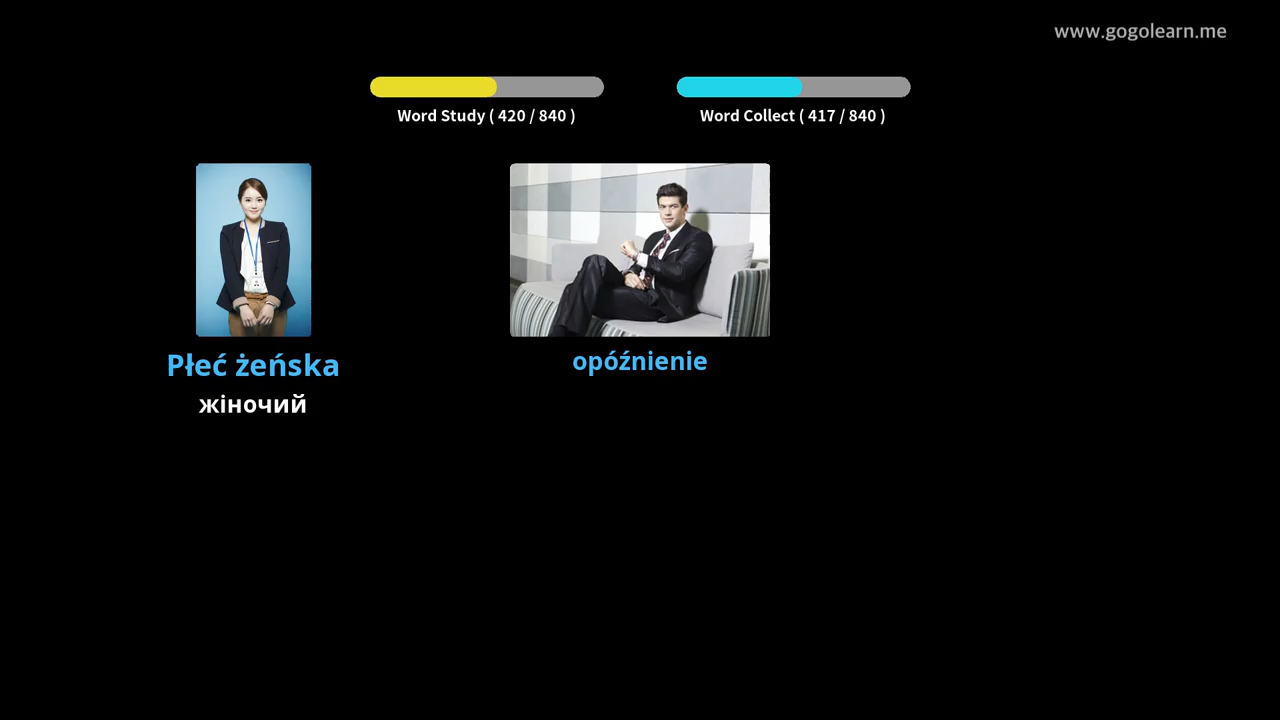 www.gogolearn.me
Word Study ( 420 / 840 )
Word Collect ( 417 / 840 )
Płeć żeńska
opóźnienie
жіночий